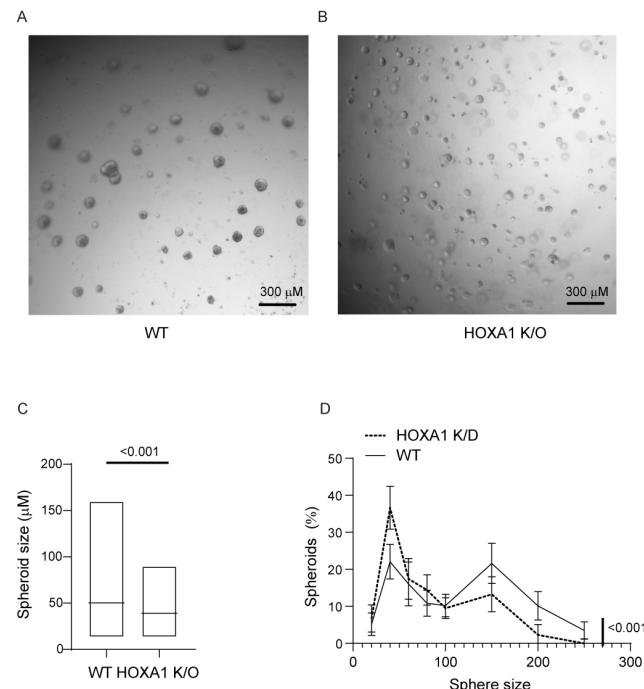 A
B
300 μM
300 μM
WT
HOXA1 K/O
C
D
<0.001
HOXA1 K/D
WT
200
150
100
50
0
Spheroid size (μM)
WT HOXA1 K/O
50
40
30
20
10
0
Spheroids (%)
<0.001
0 100 200 300
Sphere size